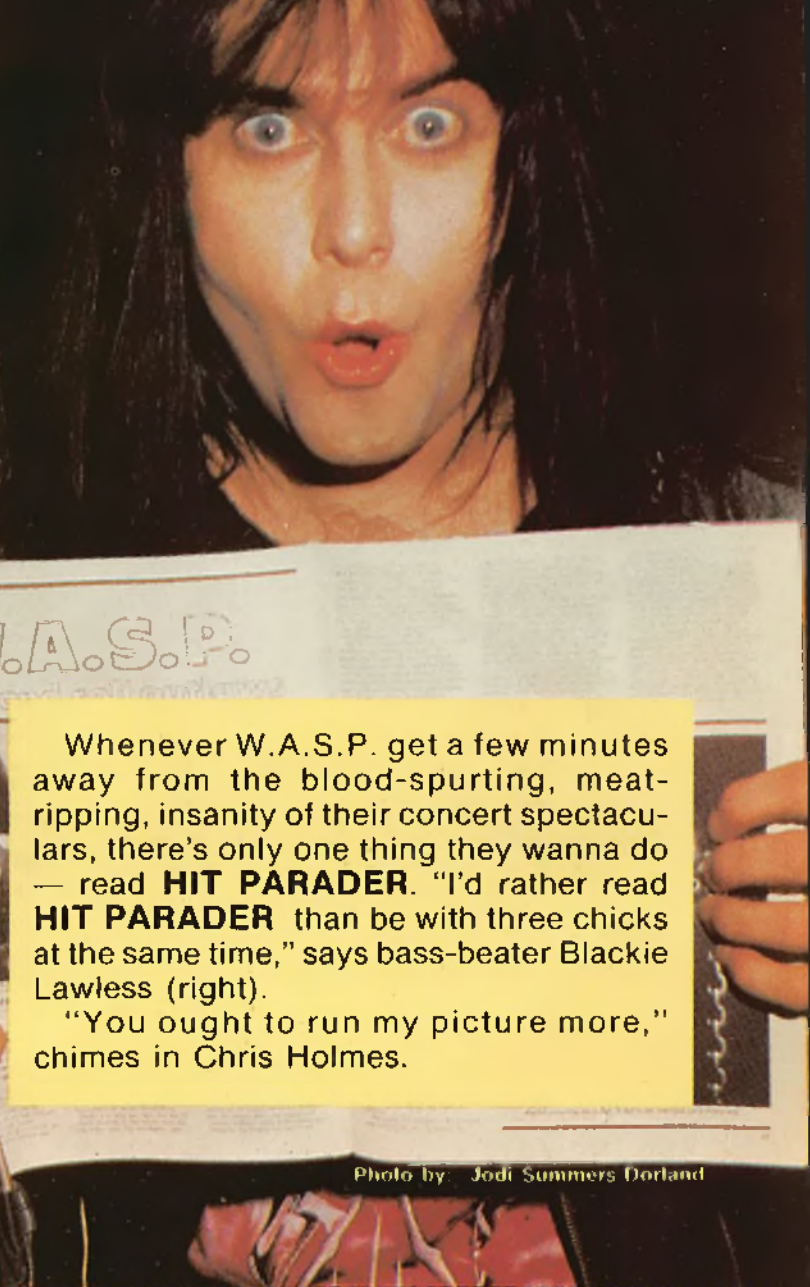 .A.S.P.
Whenever W.A.S.P. get a few minutes
away from the blood-spurting, meat-
ripping, insanity of their concert spectacu-
lars, there's only one thing they wanna do
— read HIT PARADER. "I'd rather read
HIT PARADER than be with three chicks
at the same time," says bass-beater Blackie
Lawless (right).
"You ought to run my picture more,"
chimes in Chris Holmes.
Photo by: Jodi Summers Dorland